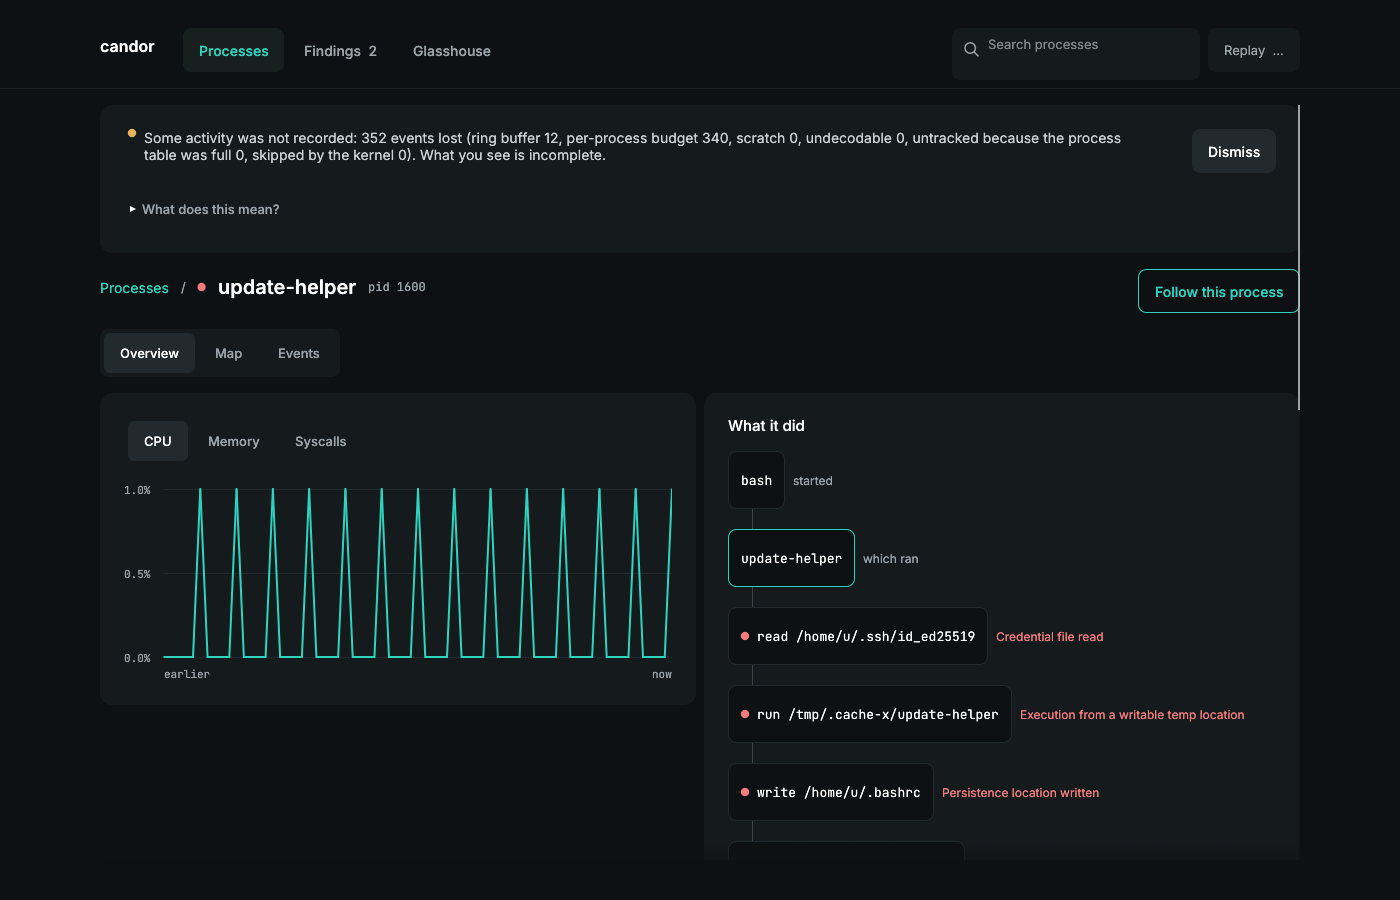 candor
Processes
Findings 2
Glasshouse
Search processes
Replay ...
Some activity was not recorded: 352 events lost (ring buffer 12, per-process budget 340, scratch 0, undecodable 0, untracked because the process
table was full 0, skipped by the kernel 0). What you see is incomplete.
Dismiss
What does this mean?
Processes / update-helper pid 1600
Follow this process
Overview
Map
Events
CPU
Memory
Syscalls
1.0%
0.5%
0.0%
earlier
now
What it did
bash started
update-helper which ran
read /home/u/.ssh/id_ed25519 Credential file read
run /tmp/.cache-x/update-helper Execution from a writable temp location
write /home/u/.bashrc Persistence location written